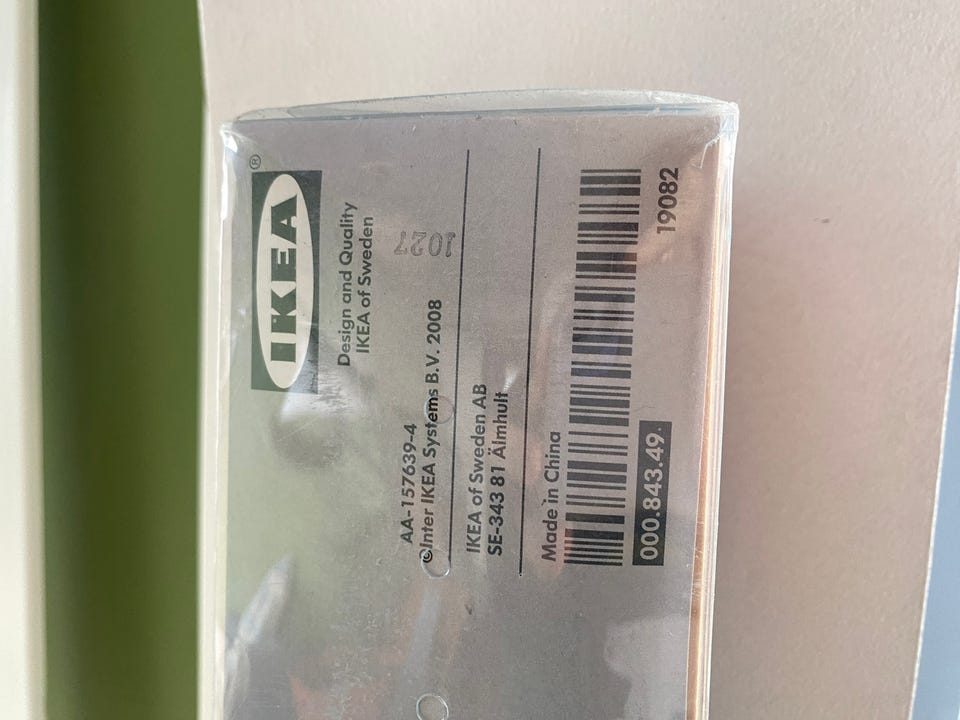 IKEA®
Design and Quality
IKEA of Sweden
1027
AA-157639-4
©Inter IKEA Systems B.V. 2008
IKEA of Sweden AB
SE-343 81 Älmhult
Made in China
000.843.49
19082